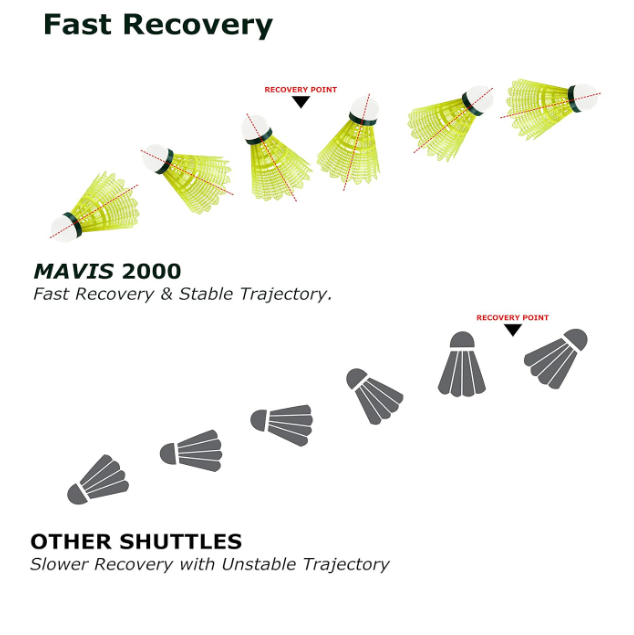 Fast Recovery
RECOVERY POINT
MAVIS 2000
Fast Recovery & Stable Trajectory.
RECOVERY POINT
OTHER SHUTTLES
Slower Recovery with Unstable Trajectory